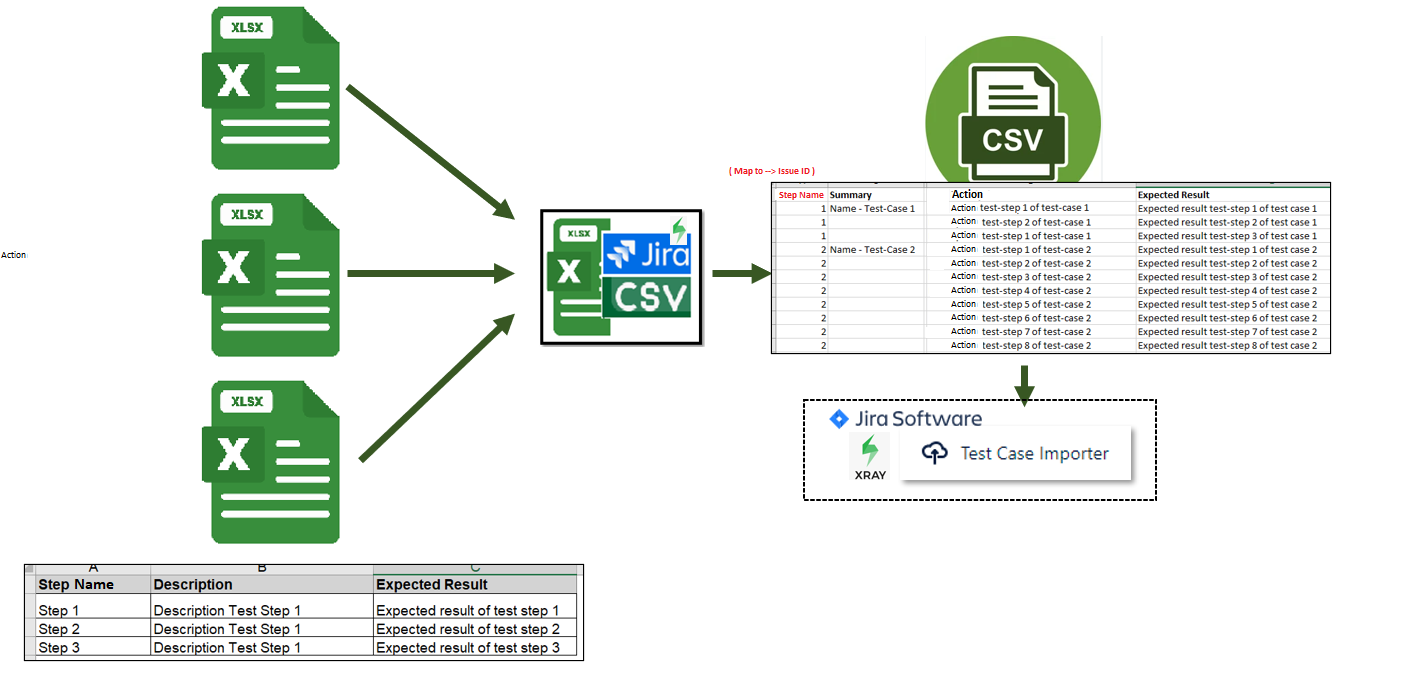 XLSX
X
XLSX
X
XLSX
X
Action
XLSX
X
Jira
CSV
CSV
( Map to --> Issue ID )
Step Name Summary Action Expected Result
1 Name - Test-Case 1 Action test-step 1 of test-case 1 Expected result test-step 1 of test case 1
1 Action test-step 2 of test-case 1 Expected result test-step 2 of test case 1
1 Action test-step 1 of test-case 1 Expected result test-step 3 of test case 1
2 Name - Test-Case 2 Action test-step 1 of test-case 2 Expected result test-step 1 of test case 2
2 Action test-step 2 of test-case 2 Expected result test-step 2 of test case 2
2 Action test-step 3 of test-case 2 Expected result test-step 3 of test case 2
2 Action test-step 4 of test-case 2 Expected result test-step 4 of test case 2
2 Action test-step 5 of test-case 2 Expected result test-step 5 of test case 2
2 Action test-step 6 of test-case 2 Expected result test-step 6 of test case 2
2 Action test-step 7 of test-case 2 Expected result test-step 7 of test case 2
2 Action test-step 8 of test-case 2 Expected result test-step 8 of test case 2
Jira Software
XRAY
Test Case Importer
A B C
Step Name Description Expected Result
Step 1 Description Test Step 1 Expected result of test step 1
Step 2 Description Test Step 1 Expected result of test step 2
Step 3 Description Test Step 1 Expected result of test step 3